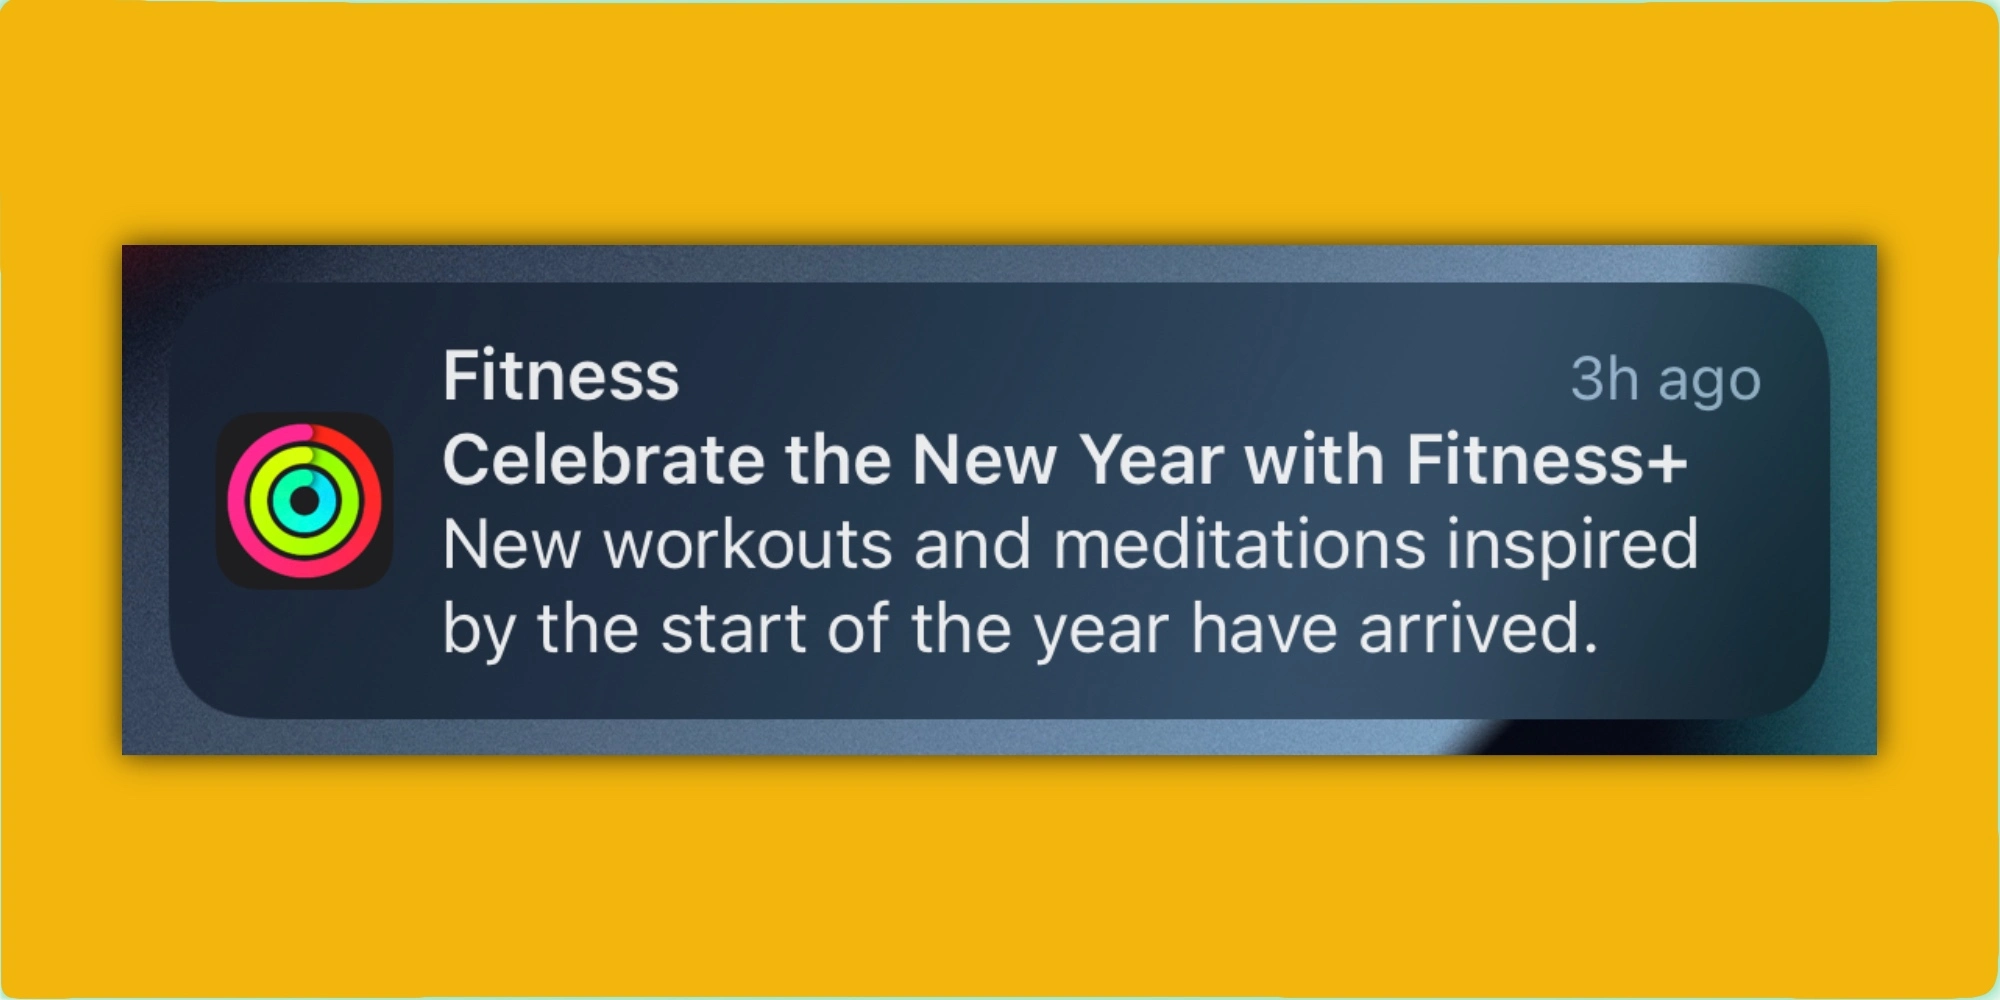 Fitness
3h ago
Celebrate the New Year with Fitness+
New workouts and meditations inspired
by the start of the year have arrived.